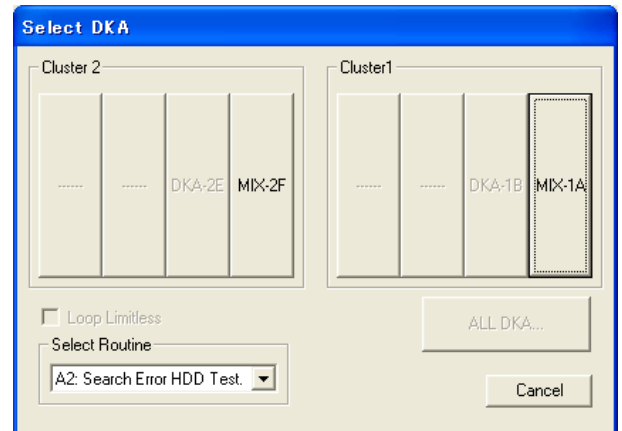 Select DKA
Cluster 2
Cluster1
------ ------ DKA-2E MIX-2F
------ ------ DKA-1B MIX-1A
Loop Limitless
ALL DKA...
Select Routine
A2: Search Error HDD Test.
Cancel